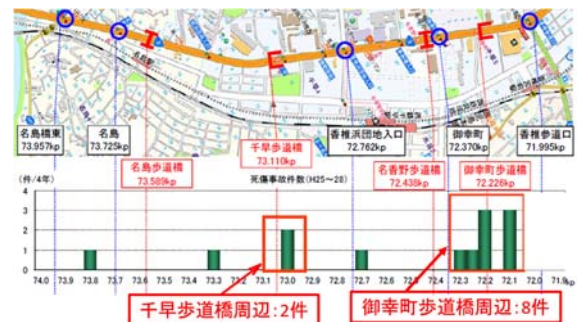 名島橋東
73.957kp
名島
73.725kp
名島歩道橋
73.589kp
千早歩道橋
73.110kp
香椎浜団地入口
72.762kp
名香野歩道橋
72.438kp
御幸町
72.370kp
御幸町歩道橋
72.226kp
香椎参道口
71.995kp
(件/4年)
死傷事故件数(H25~28)
4
3
2
1
0
74.0 73.9 73.8 73.7 73.6 73.5 73.4 73.3 73.2 73.1 73.0 72.9 72.8 72.7 72.6 72.5 72.4 72.3 72.2 72.1 72.0 71.9
kp
千早歩道橋周辺:2件
御幸町歩道橋周辺:8件